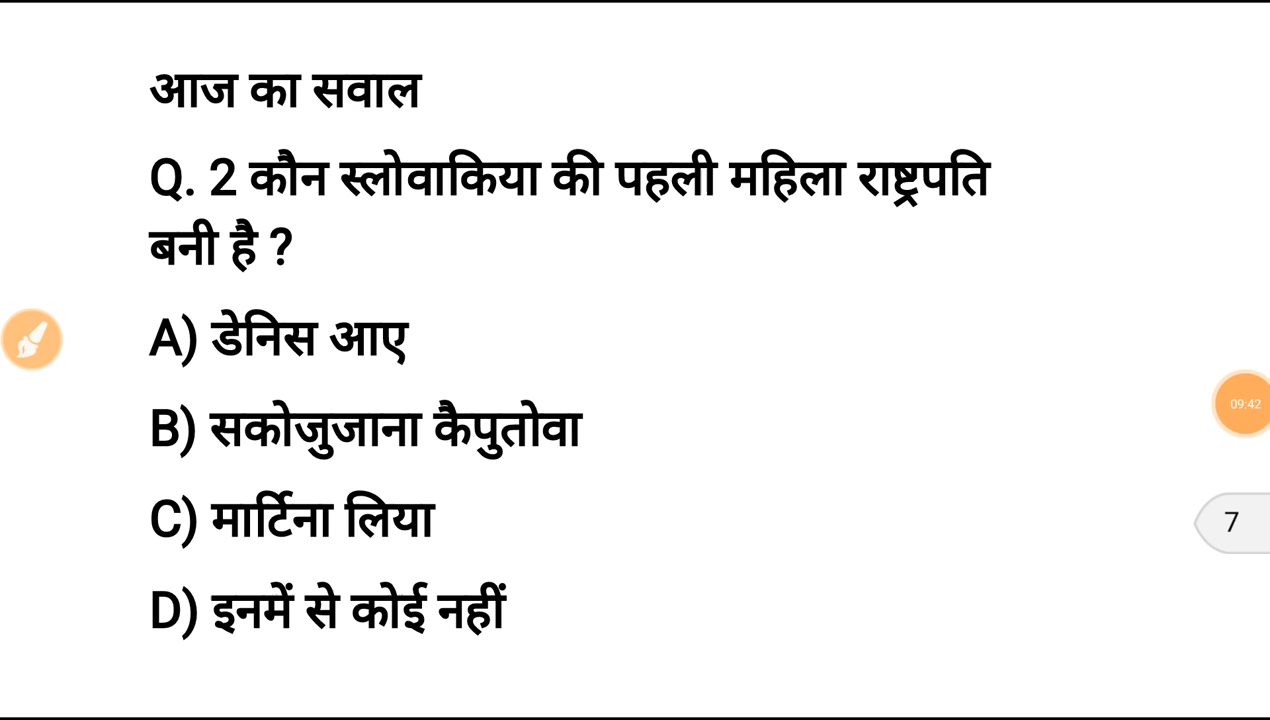 आज का सवाल
Q. 2 कौन स्लोवाकिया की पहली महिला राष्ट्रपति
बनी है ?
A) डेनिस आए
B) सकोजुजाना कैपुतोवा
09:42
C) मार्टिना लिया
7
D) इनमें से कोई नहीं